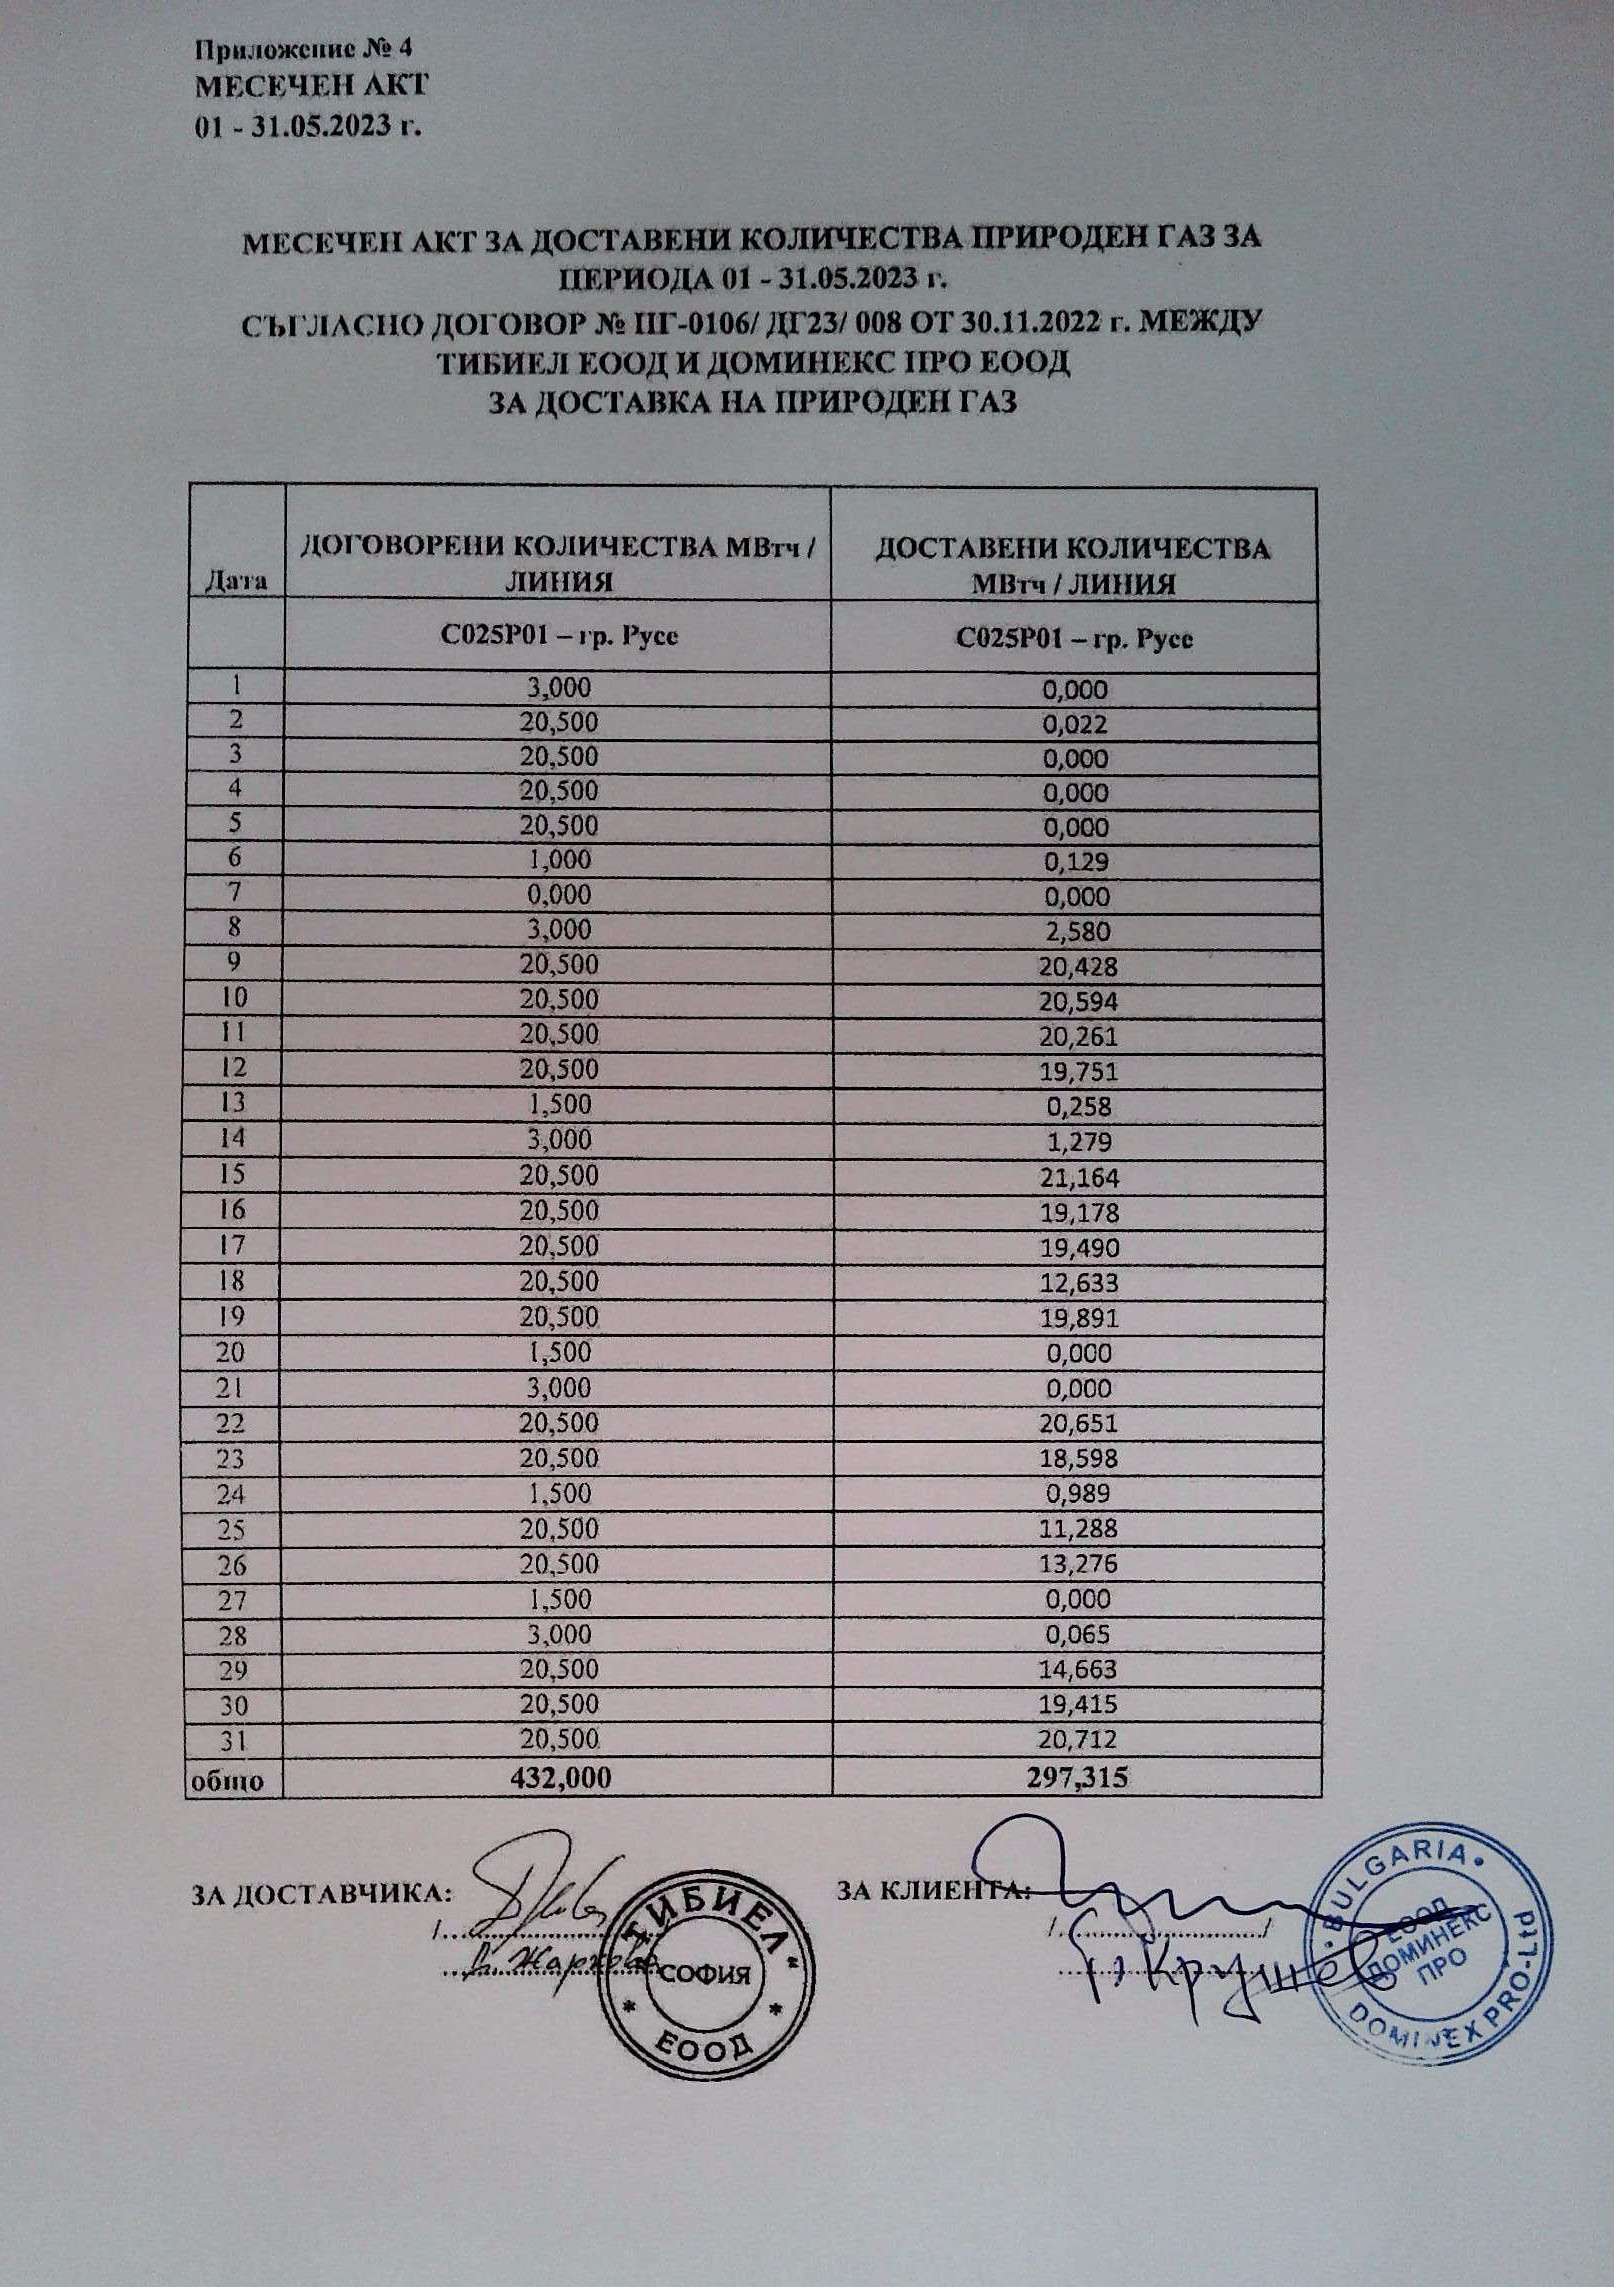 Приложение № 4
МЕСЕЧЕН АКТ
01 - 31.05.2023 г.
МЕСЕЧЕН АКТ ЗА ДОСТАВЕНИ КОЛИЧЕСТВА ПРИРОДЕН ГАЗ ЗА
ПЕРИОДА 01 - 31.05.2023 г.
СЪГЛАСНО ДОГОВОР № ПГ-0106/ ДГ23/ 008 ОТ 30.11.2022 г. МЕЖДУ
ТИБИЕЛ ЕООД И ДОМИНЕКС ПРО ЕООД
ЗА ДОСТАВКА НА ПРИРОДЕН ГАЗ
Дата ДОГОВОРЕНИ КОЛИЧЕСТВА МВтч / ЛИНИЯ ДОСТАВЕНИ КОЛИЧЕСТВА МВтч / ЛИНИЯ
С025Р01 – гр. Русе С025Р01 – гр. Русе
1 3,000 0,000
2 20,500 0,022
3 20,500 0,000
4 20,500 0,000
5 20,500 0,000
6 1,000 0,129
7 0,000 0,000
8 3,000 2,580
9 20,500 20,428
10 20,500 20,594
11 20,500 20,261
12 20,500 19,751
13 1,500 0,258
14 3,000 1,279
15 20,500 21,164
16 20,500 19,178
17 20,500 19,490
18 20,500 12,633
19 20,500 19,891
20 1,500 0,000
21 3,000 0,000
22 20,500 20,651
23 20,500 18,598
24 1,500 0,989
25 20,500 11,288
26 20,500 13,276
27 1,500 0,000
28 3,000 0,065
29 20,500 14,663
30 20,500 19,415
31 20,500 20,712
общо 432,000 297,315
ЗА ДОСТАВЧИКА: ЗА КЛИЕНТА:
"ТИБИЕЛ"
СОФИЯ
* ЕООД *
• BULGARIA •
ЕООД
ДОМИНЕКС
ПРО
DOMINEX PRO-Ltd